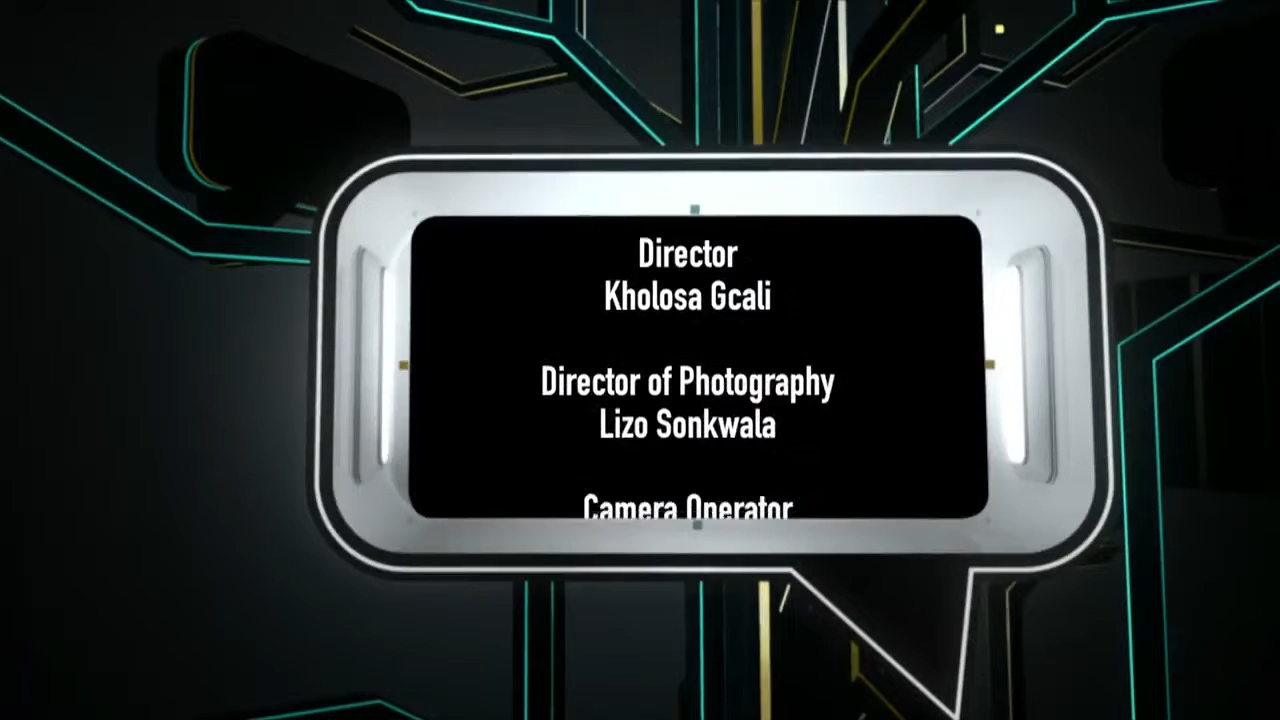 Director
Kholosa Gcali
Director of Photography
Lizo Sonkwala
Camera Operator